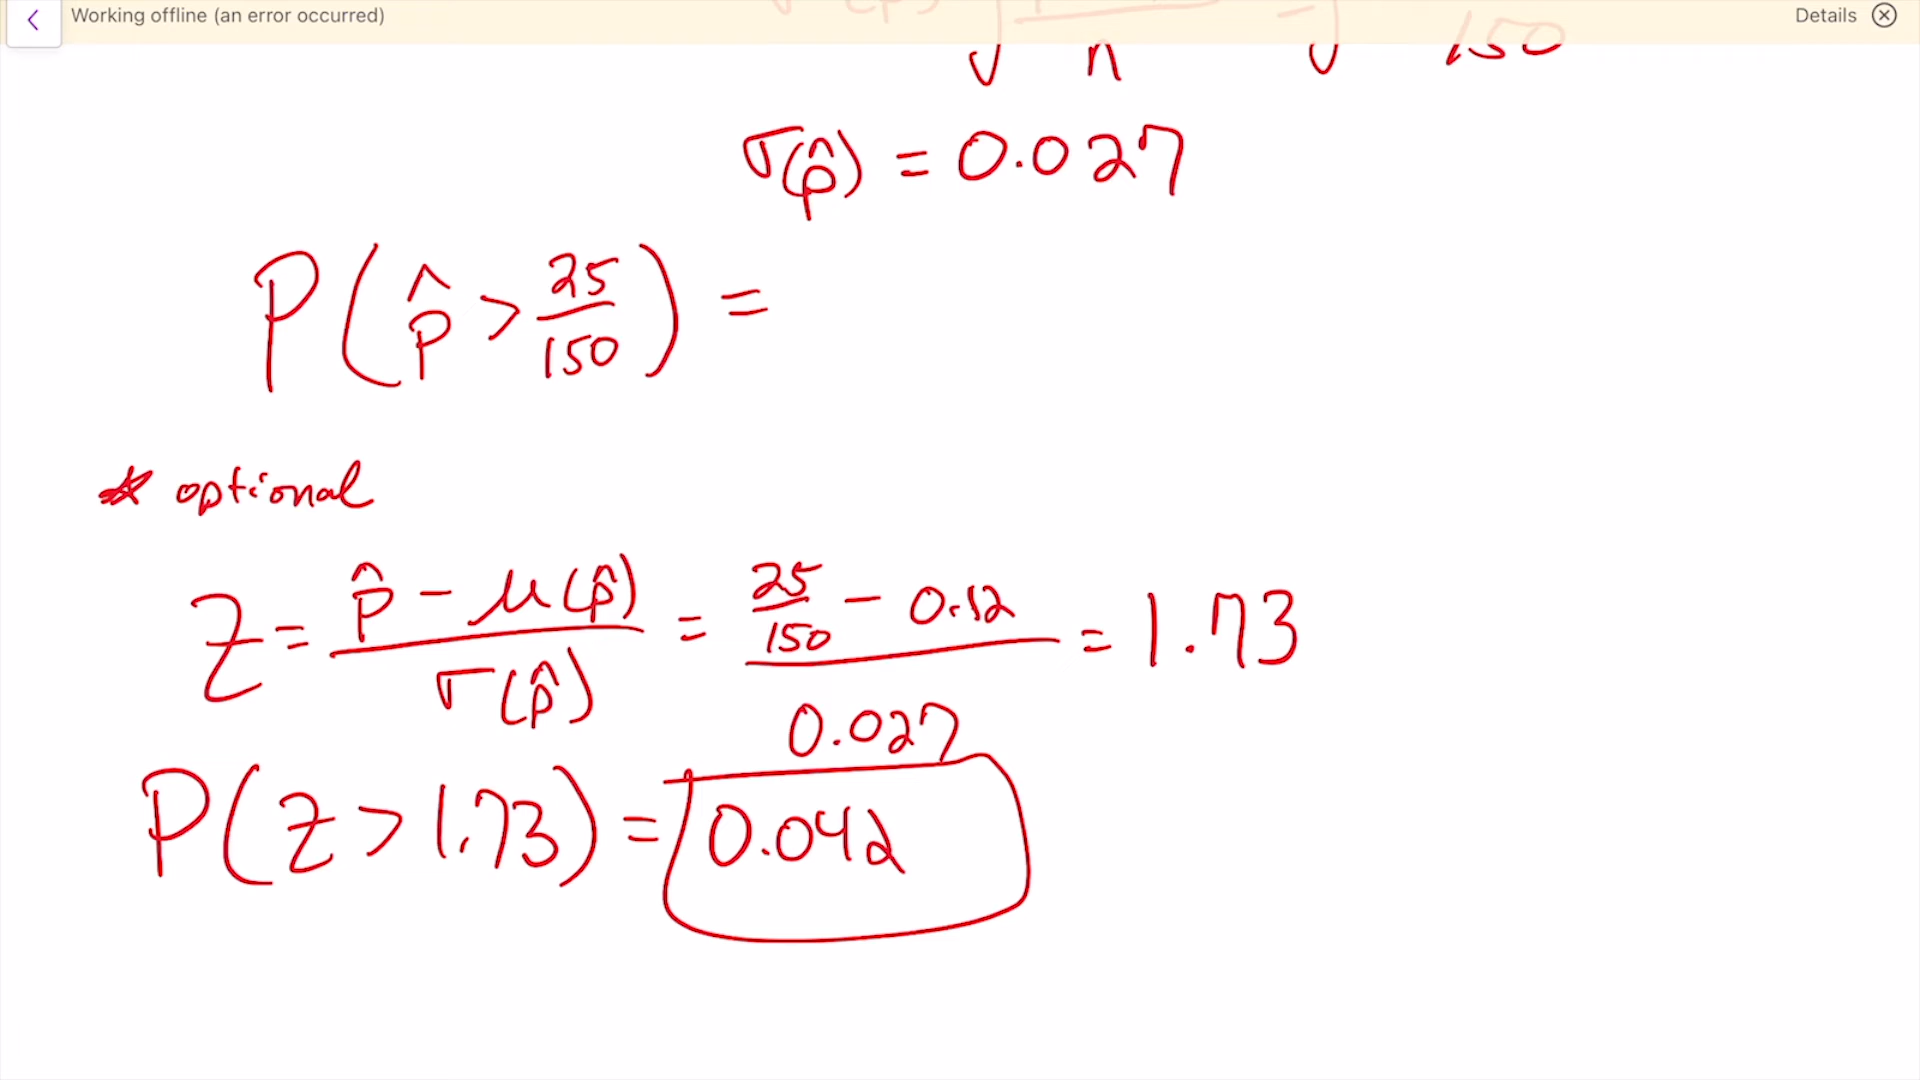 Working offline (an error occurred) Details
√ n = √ 150
σ(p̂) = 0.027
P(p̂ > 25/150) =
* optional
Z = (p̂ - μ(p̂))/σ(p̂) = (25/150 - 0.12)/0.027 = 1.73
P(Z > 1.73) = 0.042